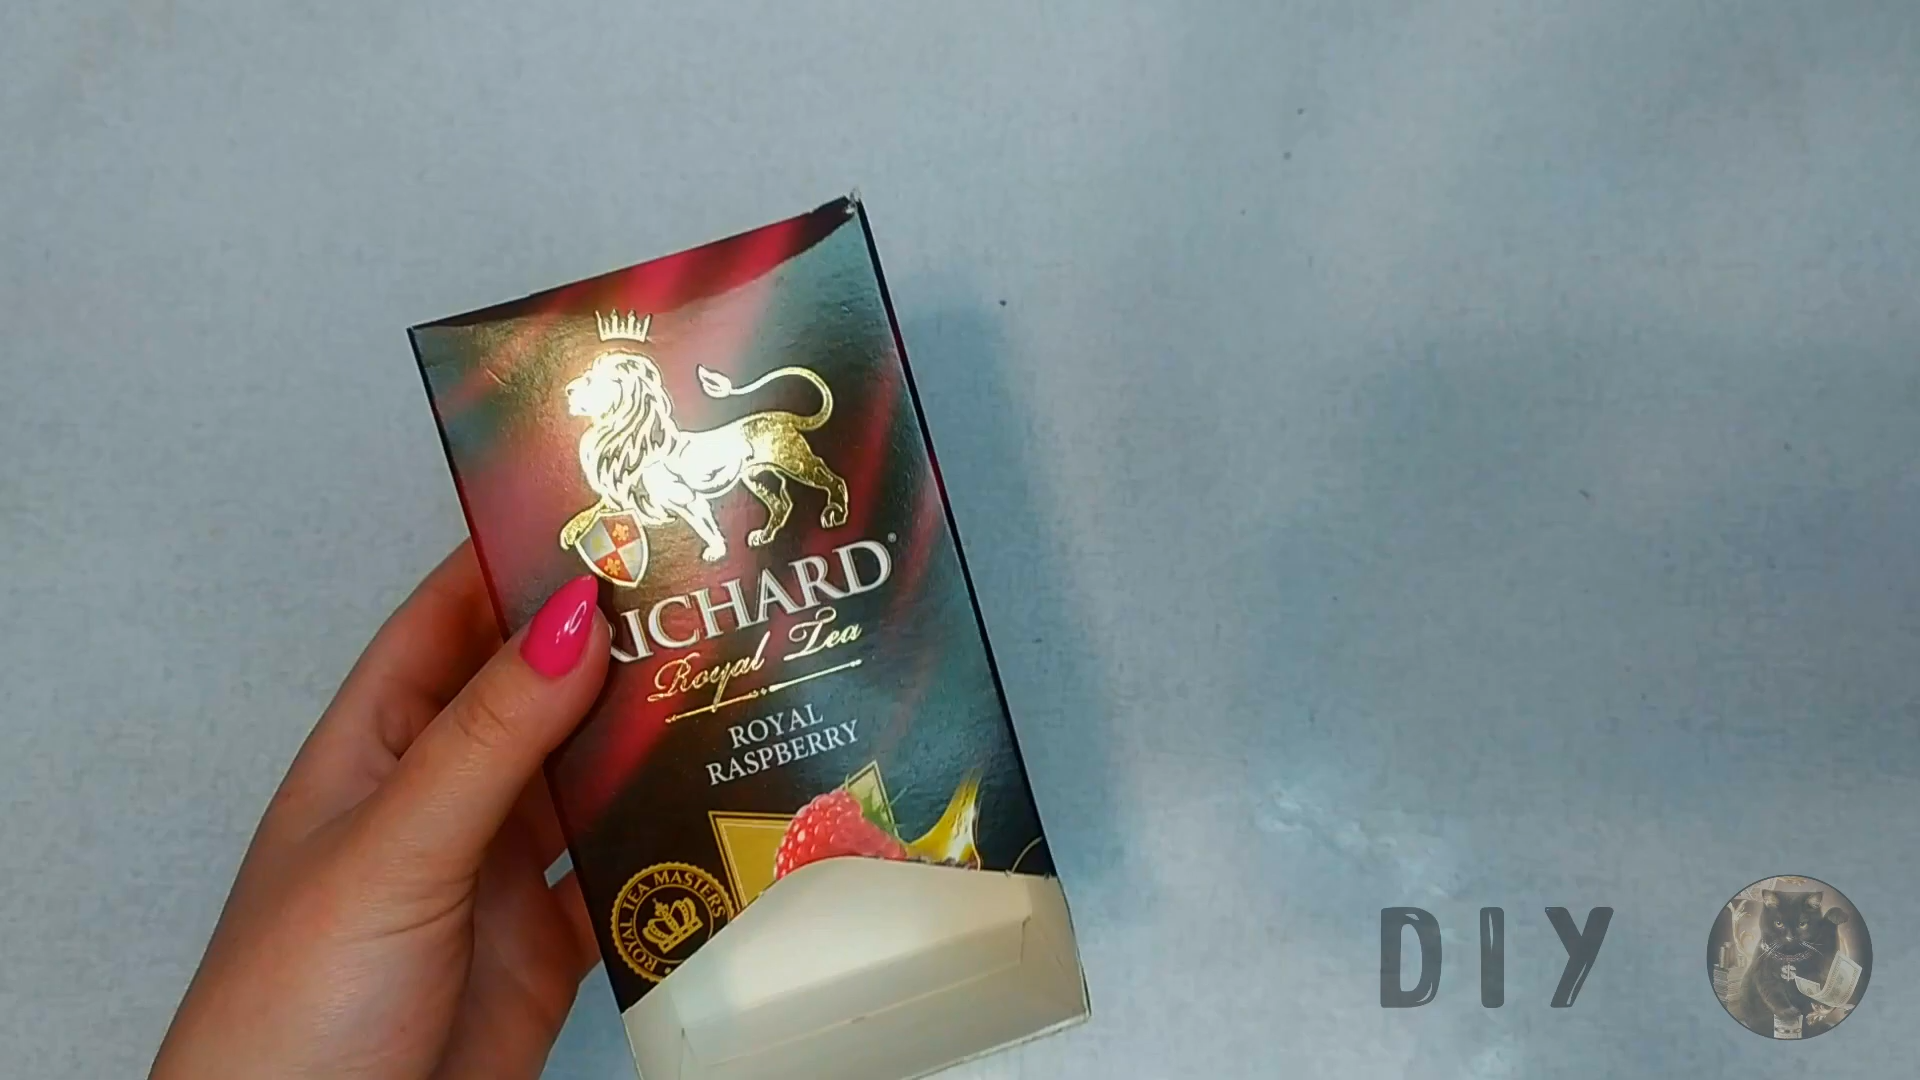 RICHARD®
Royal Tea
ROYAL
RASPBERRY
ROYAL TEA MASTERS
DIY
$